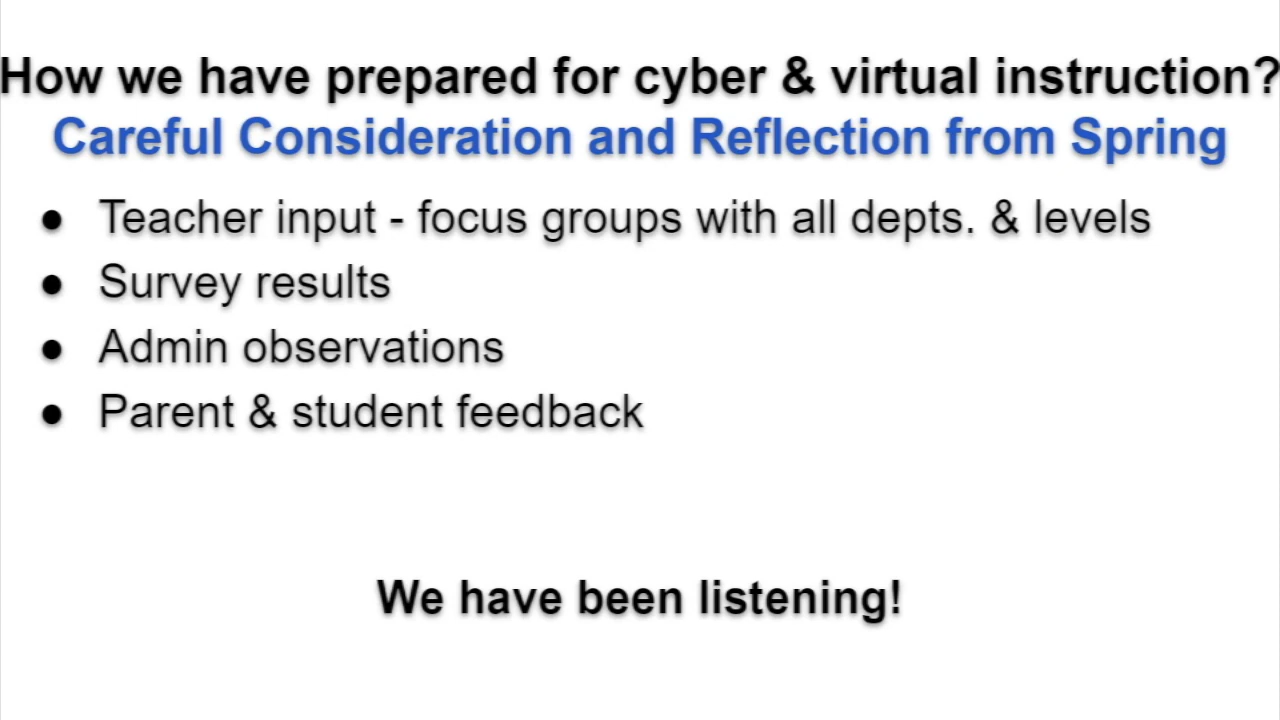 How we have prepared for cyber & virtual instruction?
Careful Consideration and Reflection from Spring
● Teacher input - focus groups with all depts. & levels
● Survey results
● Admin observations
● Parent & student feedback
We have been listening!